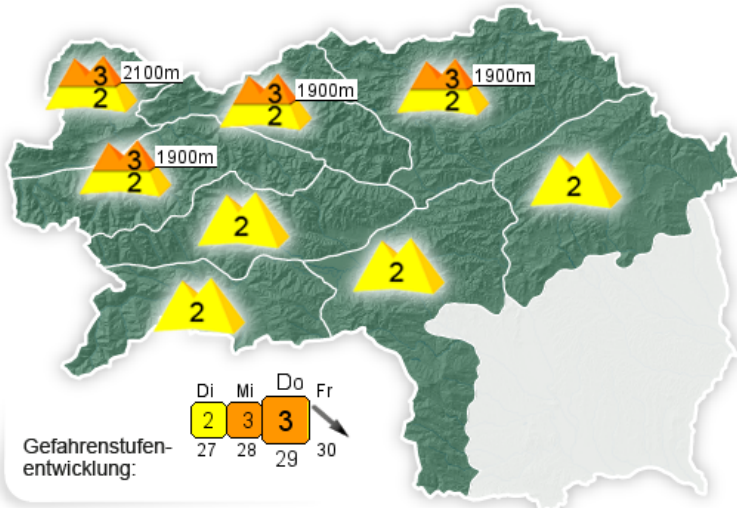 3 2100m
2
3 1900m
2
3 1900m
2
3 1900m
2
2
2
2
2
Di Mi Do Fr
2 3 3
27 28 29 30
Gefahrenstufen-
entwicklung: